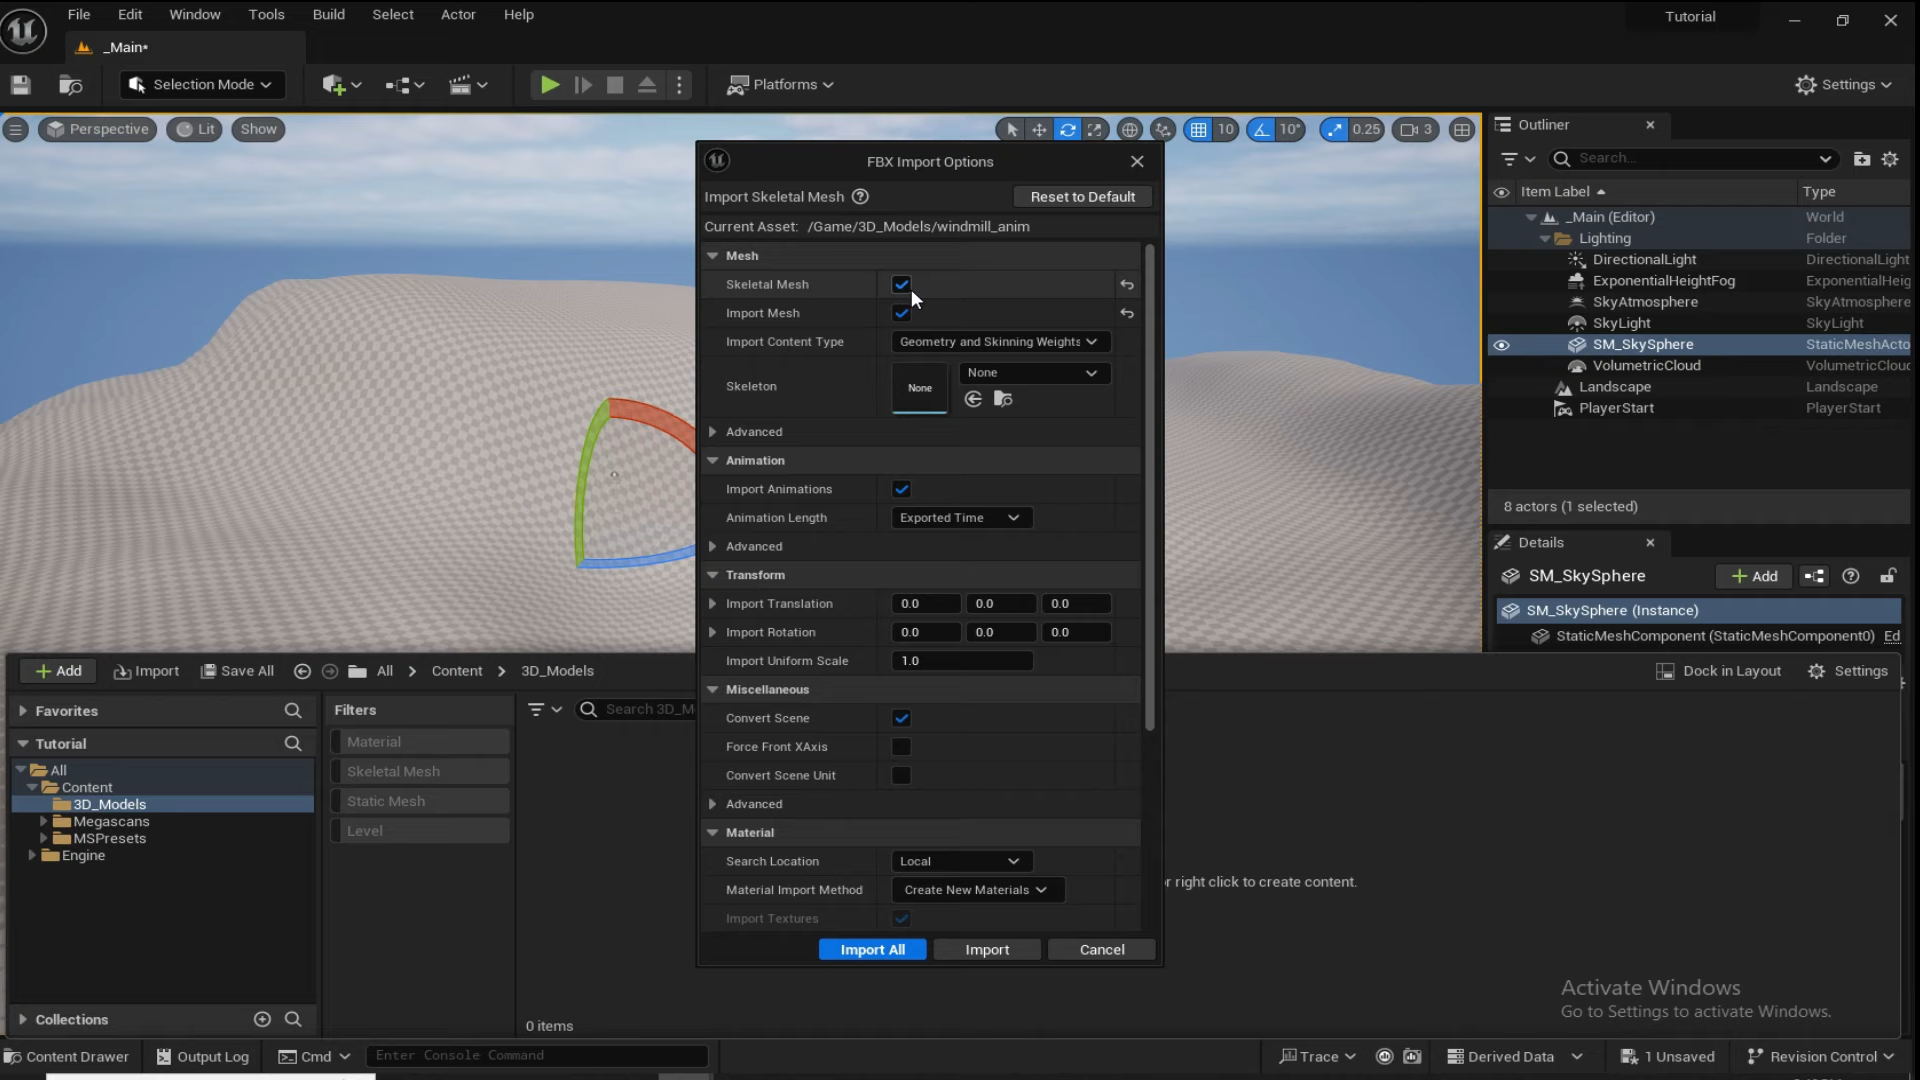 File Edit Window Tools Build Select Actor Help
Tutorial
_Main*
Selection Mode
Platforms
Settings
Perspective Lit Show
10 10° 0.25 3
Outliner
Search...
Item Label Type
_Main (Editor) World
Lighting Folder
DirectionalLight DirectionalLight
ExponentialHeightFog ExponentialHeig
SkyAtmosphere SkyAtmosphere
SkyLight SkyLight
SM_SkySphere StaticMeshActo
VolumetricCloud VolumetricCloud
Landscape Landscape
PlayerStart PlayerStart
8 actors (1 selected)
Details
SM_SkySphere
Add
SM_SkySphere (Instance)
StaticMeshComponent (StaticMeshComponent0) Ed
FBX Import Options
Import Skeletal Mesh
Reset to Default
Current Asset: /Game/3D_Models/windmill_anim
Mesh
Skeletal Mesh
Import Mesh
Import Content Type Geometry and Skinning Weights
Skeleton None None
Advanced
Animation
Import Animations
Animation Length Exported Time
Advanced
Transform
Import Translation 0.0 0.0 0.0
Import Rotation 0.0 0.0 0.0
Import Uniform Scale 1.0
Miscellaneous
Convert Scene
Force Front XAxis
Convert Scene Unit
Advanced
Material
Search Location Local
Material Import Method Create New Materials
Import Textures
Import All Import Cancel
Add Import Save All All Content 3D_Models
Dock in Layout Settings
Favorites
Tutorial
All
Content
3D_Models
Megascans
MSPresets
Engine
Collections
Filters
Material
Skeletal Mesh
Static Mesh
Level
Search 3D_M
r right click to create content.
0 items
Activate Windows
Go to Settings to activate Windows.
Content Drawer Output Log Cmd Enter Console Command
Trace Derived Data 1 Unsaved Revision Control